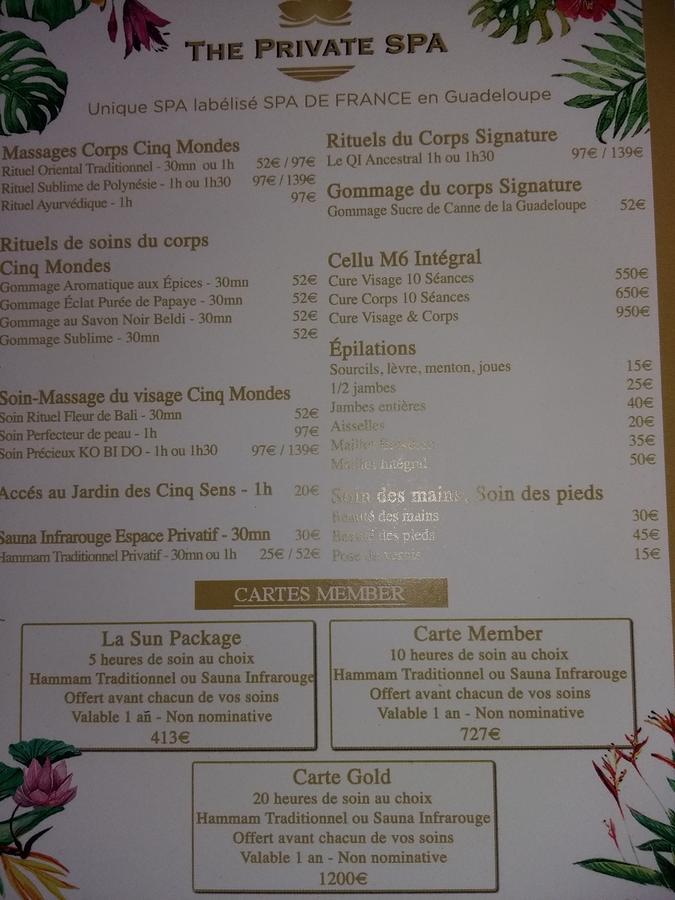 THE PRIVATE SPA
Unique SPA labélisé SPA DE FRANCE en Guadeloupe
Massages Corps Cinq Mondes
Rituel Oriental Traditionnel - 30mn ou 1h 52€ / 97€
Rituel Sublime de Polynésie - 1h ou 1h30 97€ / 139€
Rituel Ayurvédique - 1h 97€
Rituels de soins du corps
Cinq Mondes
Gommage Aromatique aux Épices - 30mn 52€
Gommage Éclat Purée de Papaye - 30mn 52€
Gommage au Savon Noir Beldi - 30mn 52€
Gommage Sublime - 30mn 52€
Soin-Massage du visage Cinq Mondes
Soin Rituel Fleur de Bali - 30mn 52€
Soin Perfecteur de peau - 1h 97€
Soin Précieux KO BI DO - 1h ou 1h30 97€ / 139€
Accés au Jardin des Cinq Sens - 1h 20€
Sauna Infrarouge Espace Privatif - 30mn 30€
Hammam Traditionnel Privatif - 30mn ou 1h 25€ / 52€
Rituels du Corps Signature
Le QI Ancestral 1h ou 1h30 97€ / 139€
Gommage du corps Signature
Gommage Sucre de Canne de la Guadeloupe 52€
Cellu M6 Intégral
Cure Visage 10 Séances 550€
Cure Corps 10 Séances 650€
Cure Visage & Corps 950€
Épilations
Sourcils, lèvre, menton, joues 15€
1/2 jambes 25€
Jambes entières 40€
Aisselles 20€
Maillot 35€
Maillot Intégral 50€
Soin des mains, Soin des pieds
Beauté des mains 30€
Beauté des pieds 45€
Pose de vernis 15€
CARTES MEMBER
La Sun Package
5 heures de soin au choix
Hammam Traditionnel ou Sauna Infrarouge
Offert avant chacun de vos soins
Valable 1 an - Non nominative
413€
Carte Member
10 heures de soin au choix
Hammam Traditionnel ou Sauna Infrarouge
Offert avant chacun de vos soins
Valable 1 an - Non nominative
727€
Carte Gold
20 heures de soin au choix
Hammam Traditionnel ou Sauna Infrarouge
Offert avant chacun de vos soins
Valable 1 an - Non nominative
1200€